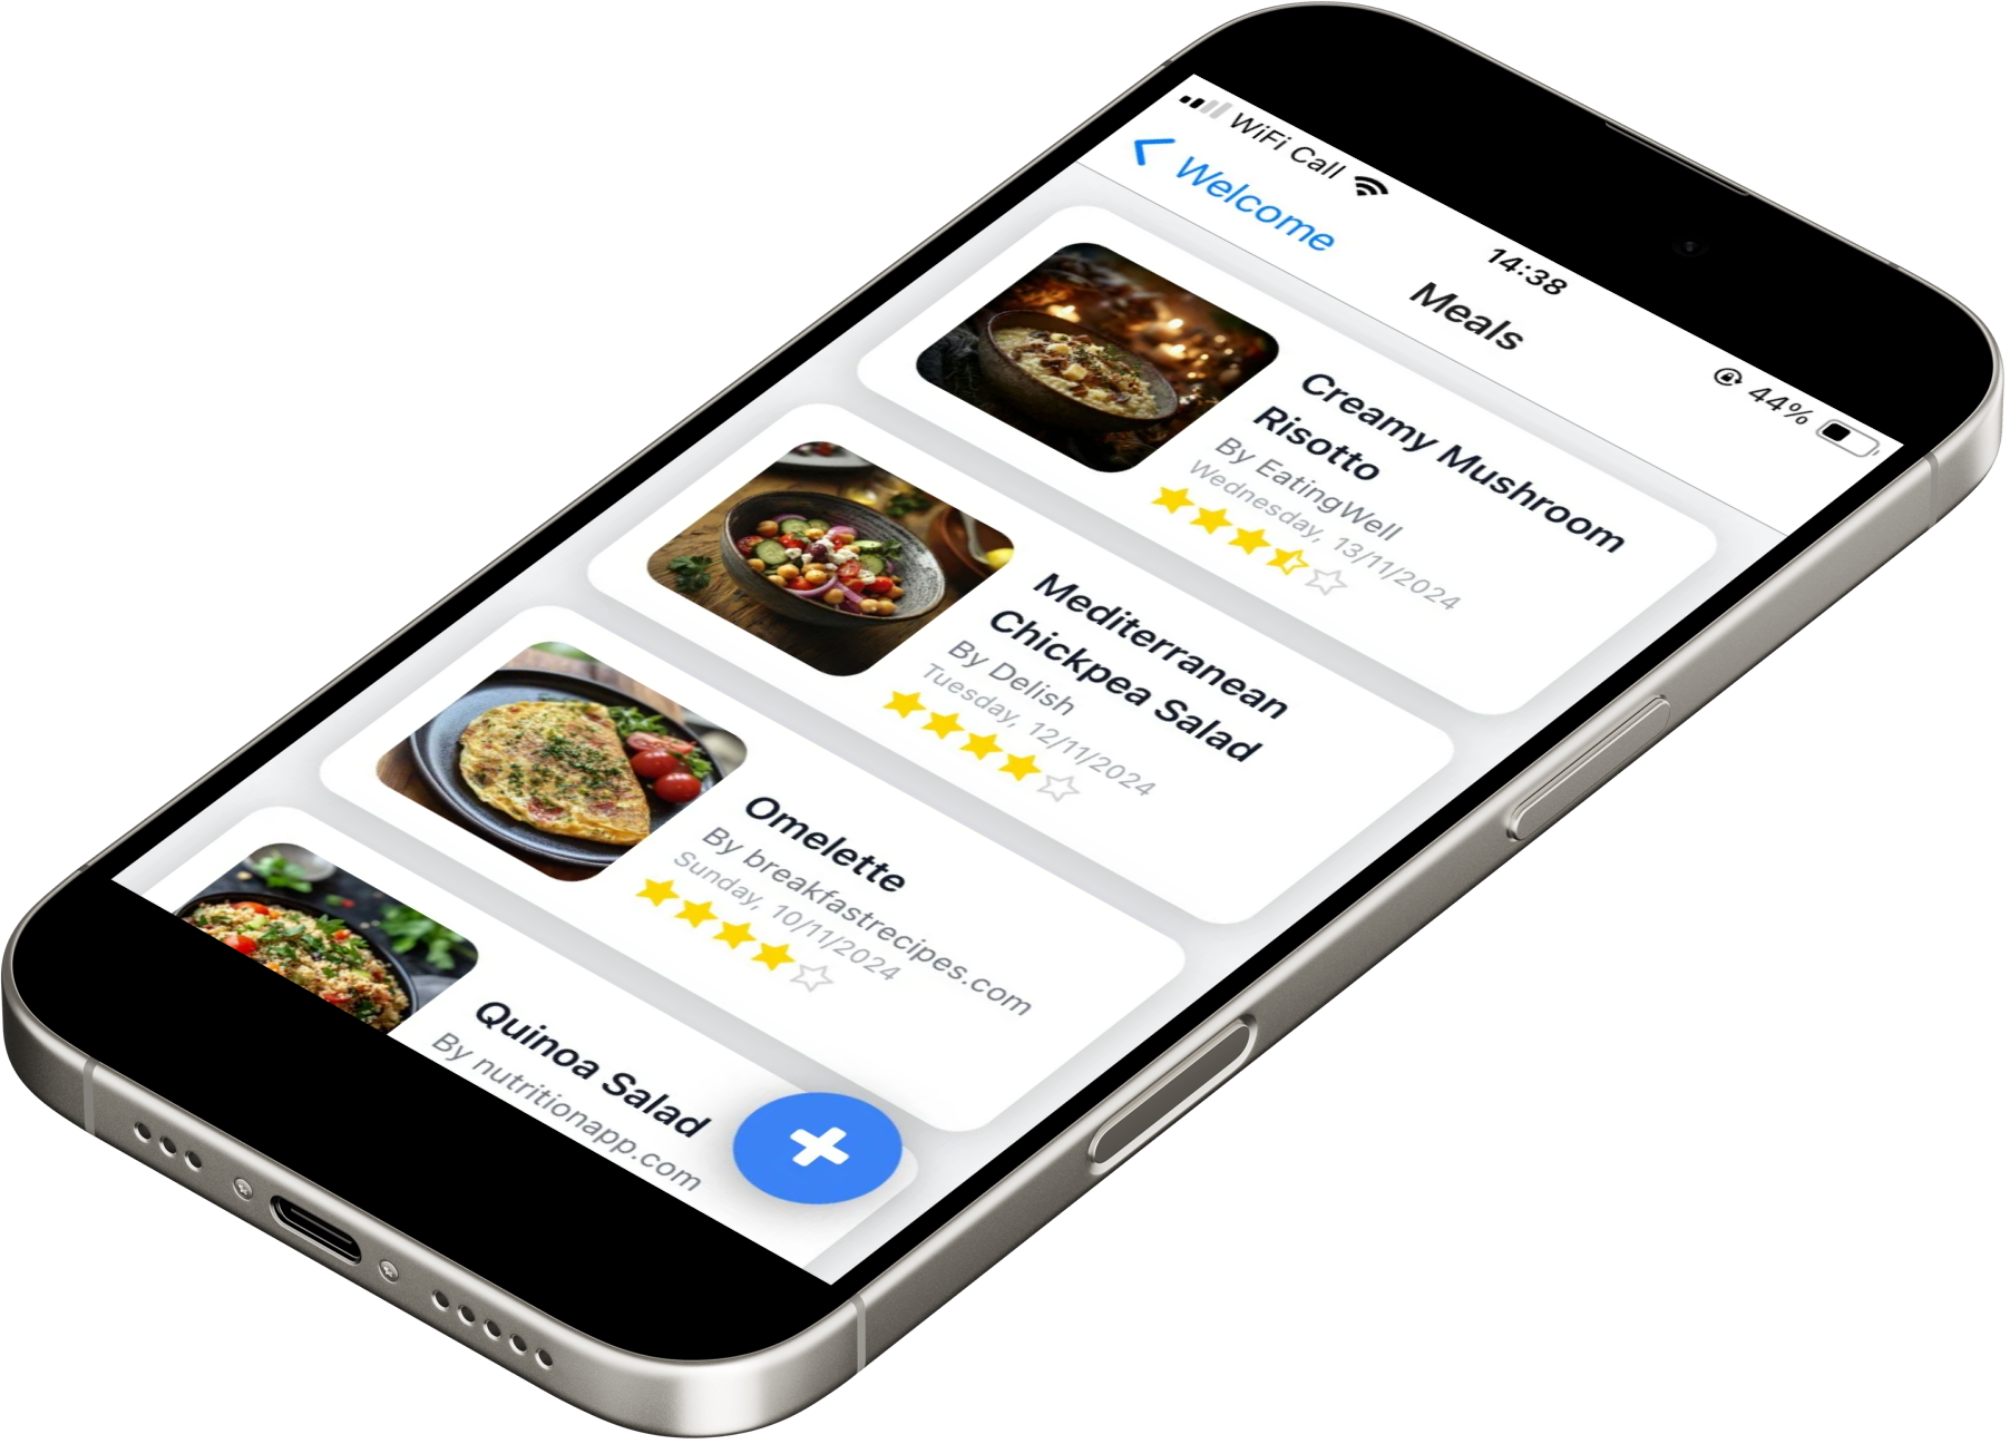 WiFi Call
14:38
44%
Welcome
Meals
Creamy Mushroom
Risotto
By EatingWell
Wednesday, 13/11/2024
Mediterranean
Chickpea Salad
By Delish
Tuesday, 12/11/2024
Omelette
By breakfastrecipes.com
Sunday, 10/11/2024
Quinoa Salad
By nutritionapp.com